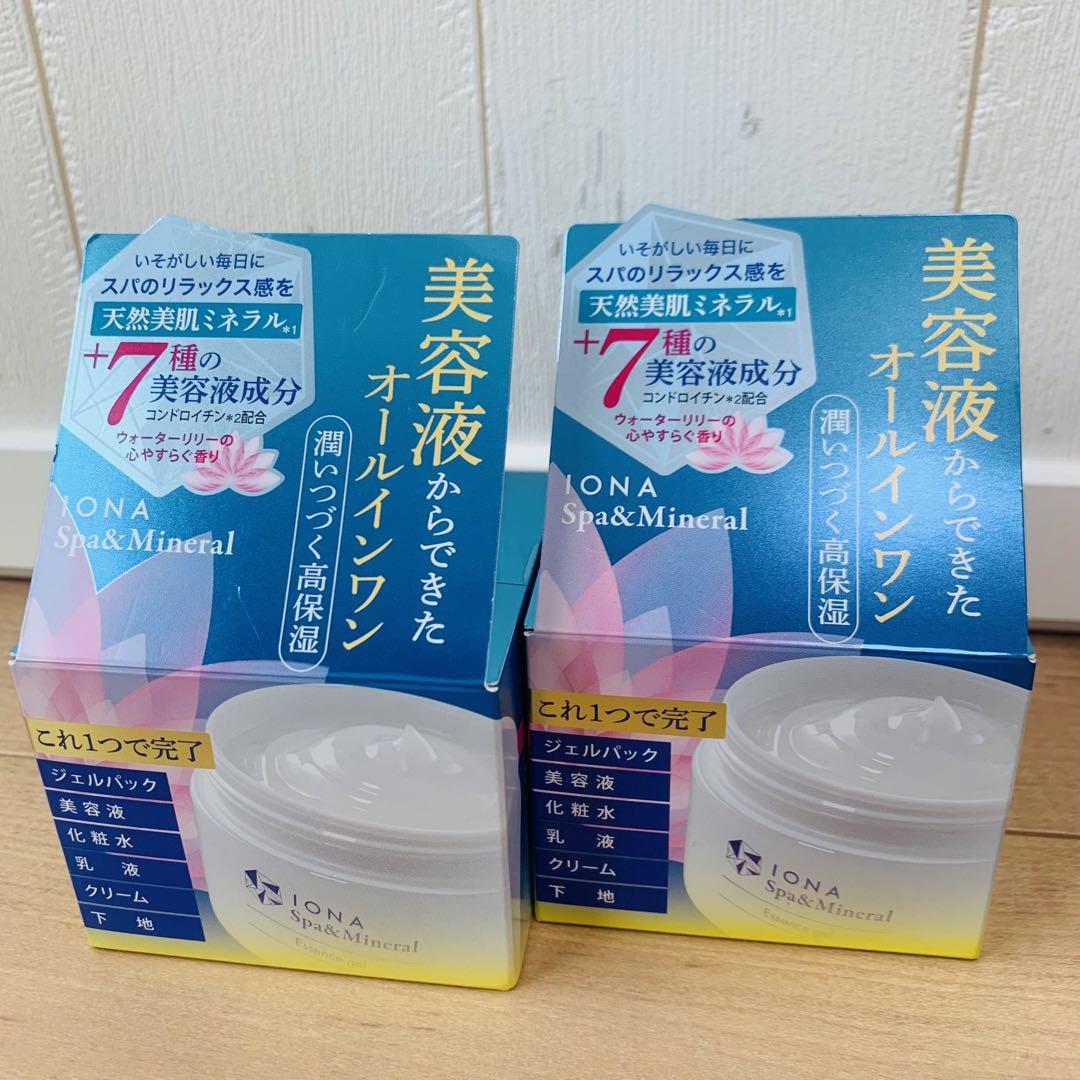 いそがしい毎日に
スパのリラックス感を
天然美肌ミネラル*1
+7種の
美容液成分
コンドロイチン*2配合
ウォーターリリーの
心やすらぐ香り
IONA
Spa&Mineral
美容液からできた
オールインワン
潤いつづく高保湿
これ1つで完了
ジェルパック
美容液
化粧水
乳液
クリーム
下地
IONA
Spa&Mineral
Essence gel
いそがしい毎日に
スパのリラックス感を
天然美肌ミネラル*1
+7種の
美容液成分
コンドロイチン*2配合
ウォーターリリーの
心やすらぐ香り
IONA
Spa&Mineral
美容液からできた
オールインワン
潤いつづく高保湿
これ1つで完了
ジェルパック
美容液
化粧水
乳液
クリーム
下地
IONA
Spa&Mineral
Essence gel